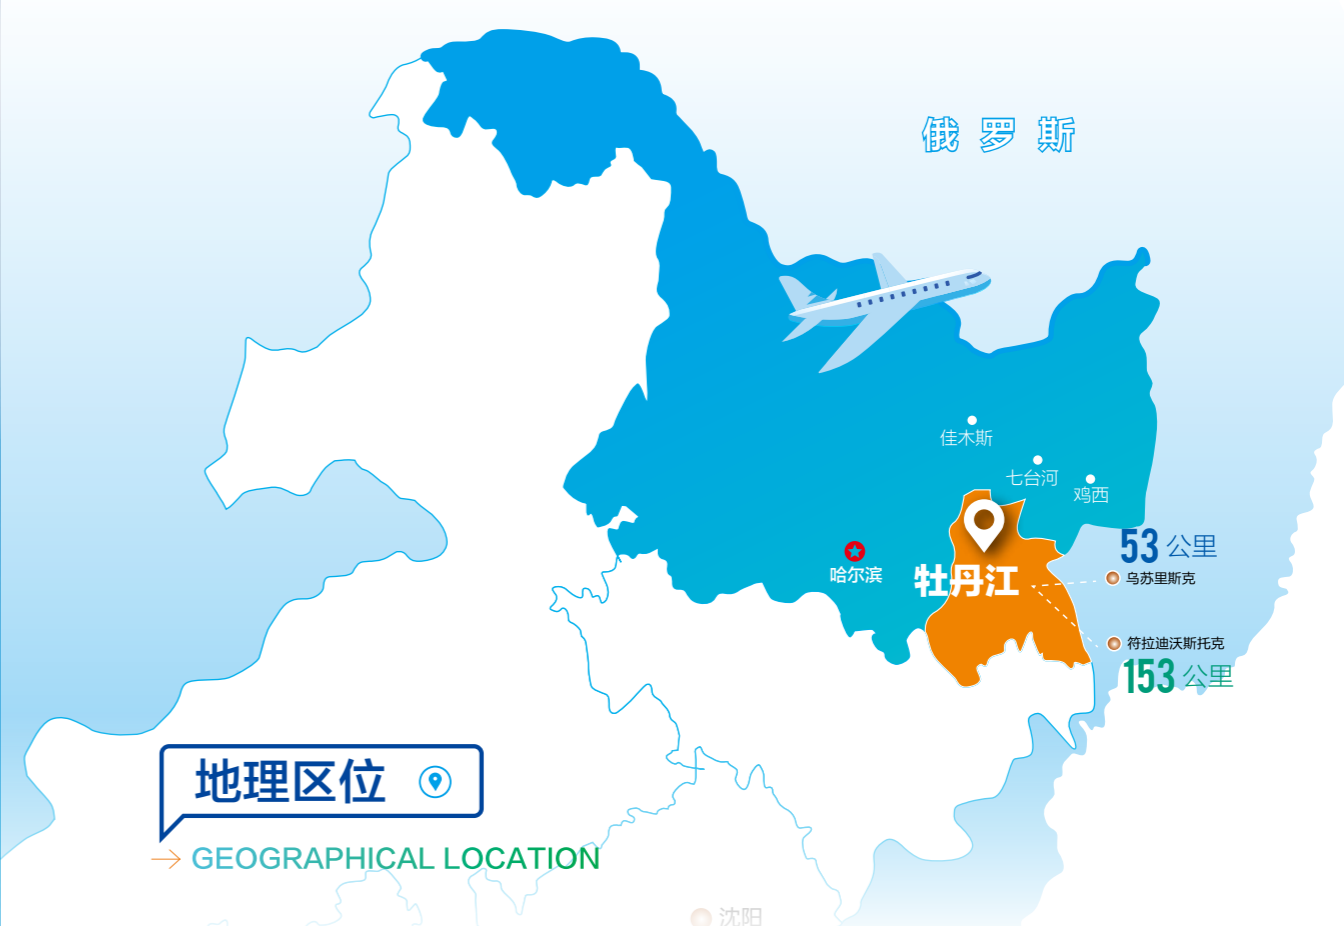 俄罗斯
佳木斯
七台河
鸡西
53 公里
哈尔滨
牡丹江
乌苏里斯克
符拉迪沃斯托克
153 公里
地理区位
GEOGRAPHICAL LOCATION
沈阳